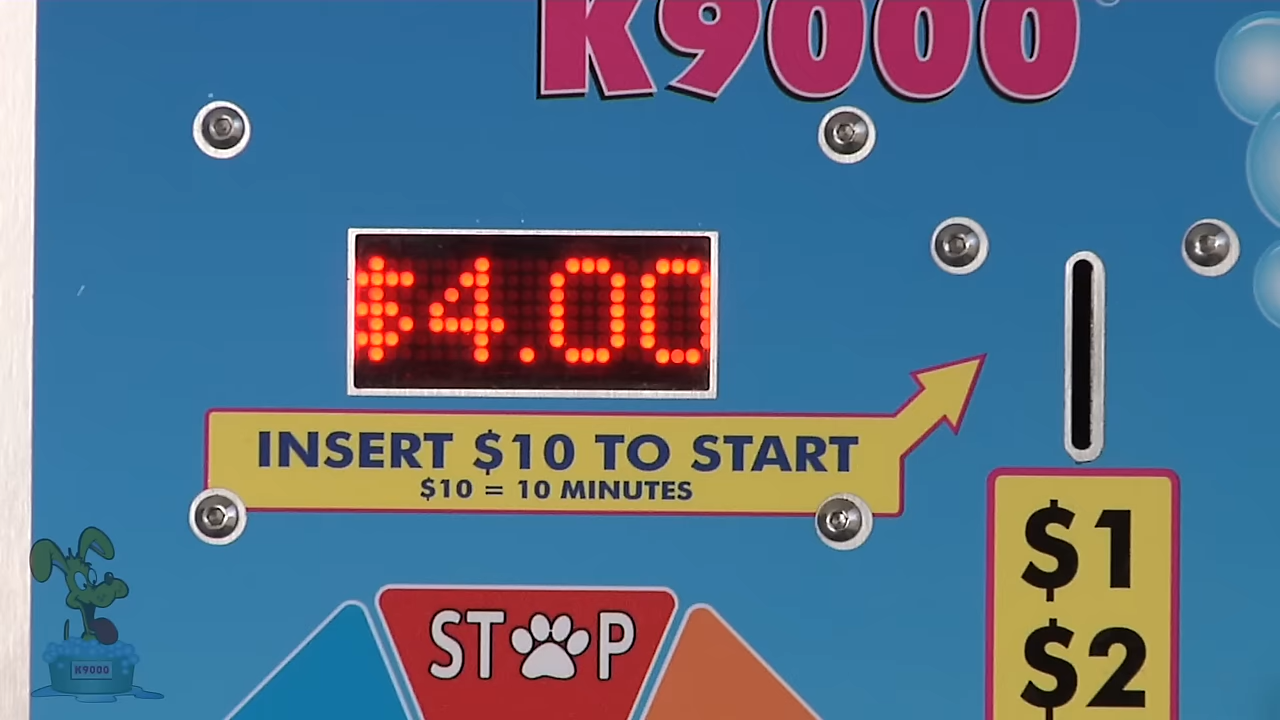 K9000
$4.00
INSERT $10 TO START
$10 = 10 MINUTES
STOP
$1
$2
K9000